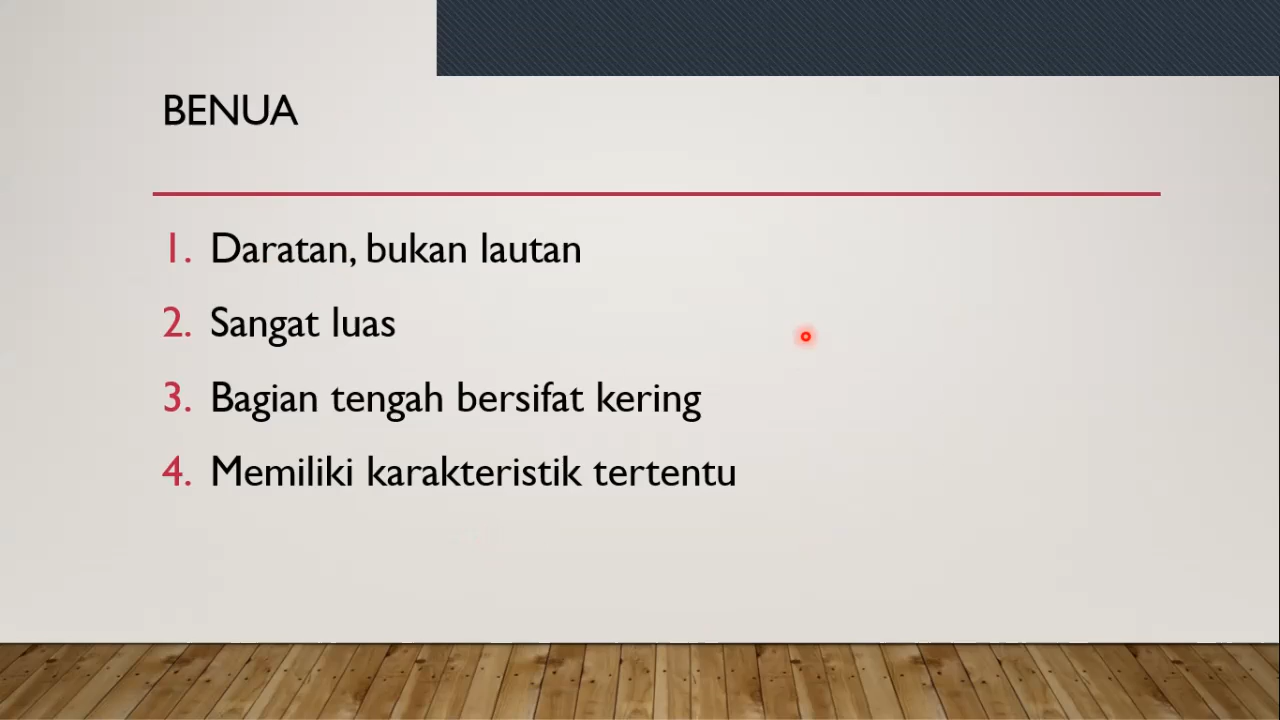 BENUA
1. Daratan, bukan lautan
2. Sangat luas
3. Bagian tengah bersifat kering
4. Memiliki karakteristik tertentu